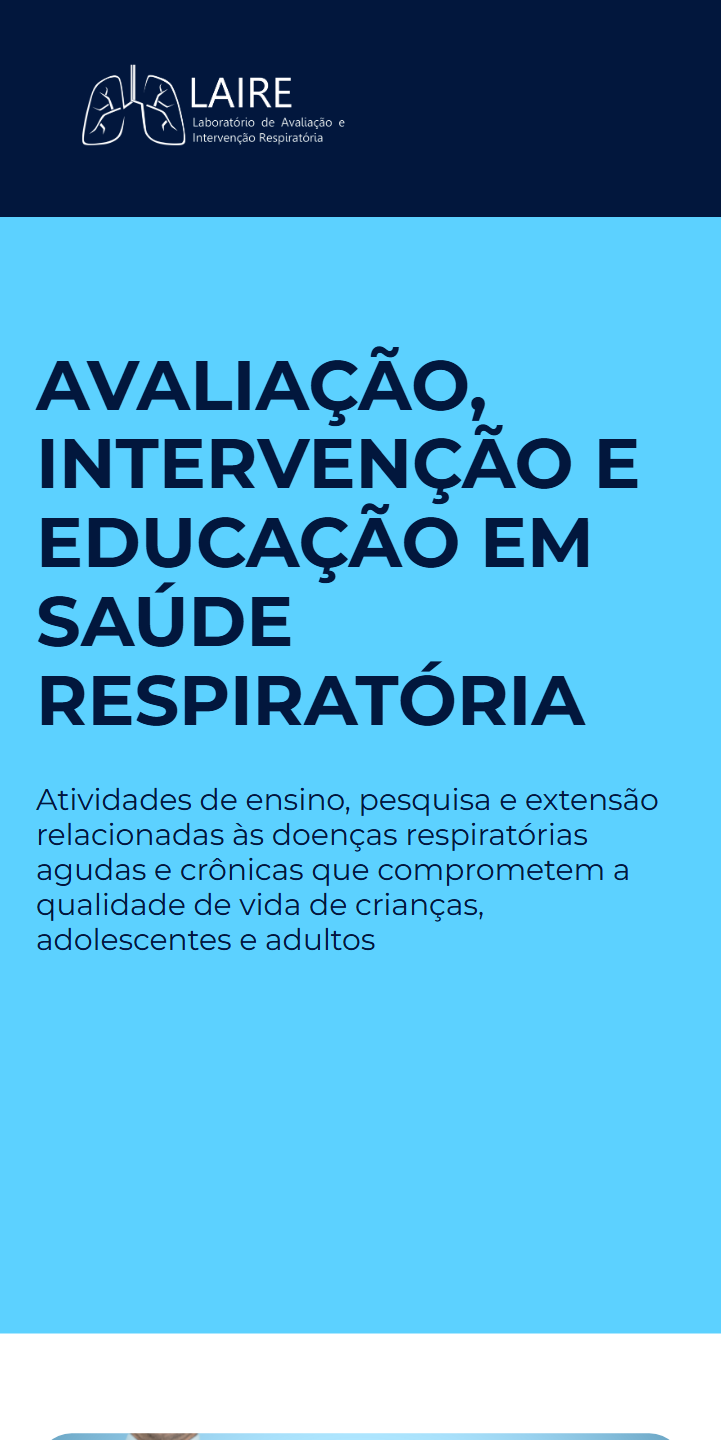 LAIRE
Laboratório de Avaliação e
Intervenção Respiratória
AVALIAÇÃO,
INTERVENÇÃO E
EDUCAÇÃO EM
SAÚDE
RESPIRATÓRIA
Atividades de ensino, pesquisa e extensão
relacionadas às doenças respiratórias
agudas e crônicas que comprometem a
qualidade de vida de crianças,
adolescentes e adultos